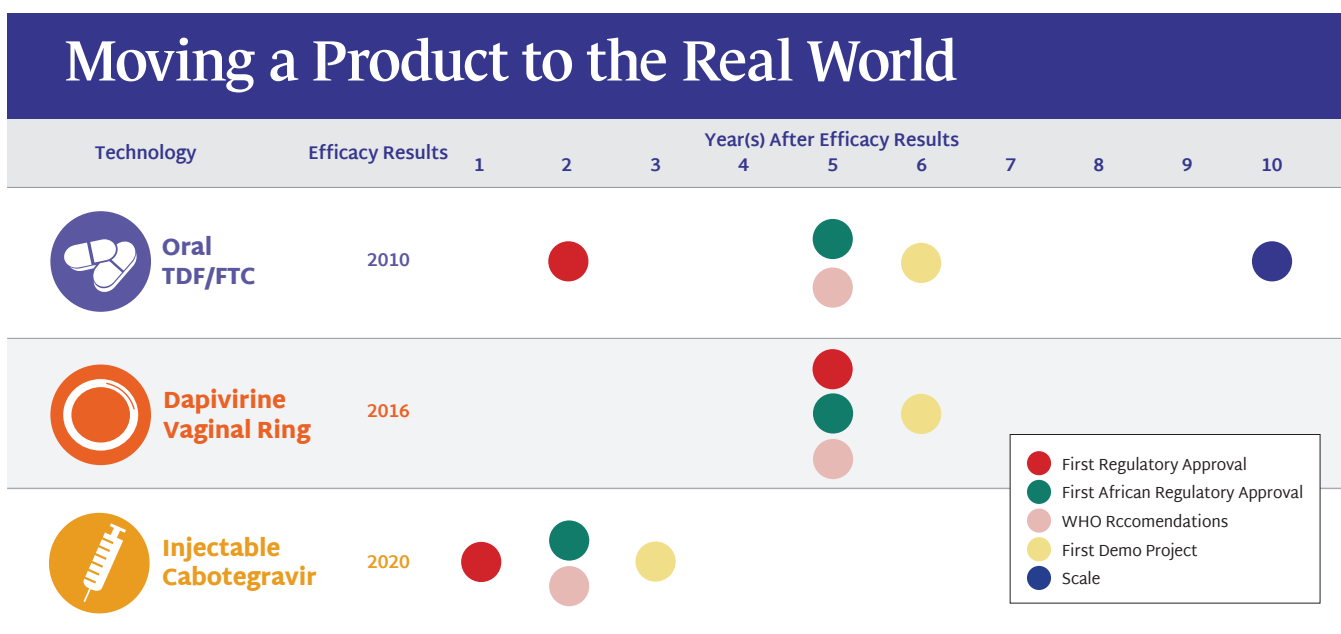 Moving a Product to the Real World
Technology
Efficacy Results
Year(s) After Efficacy Results
1 2 3 4 5 6 7 8 9 10
Oral
TDF/FTC
2010
Dapivirine
Vaginal Ring
2016
Injectable
Cabotegravir
2020
First Regulatory Approval
First African Regulatory Approval
WHO Rccomendations
First Demo Project
Scale